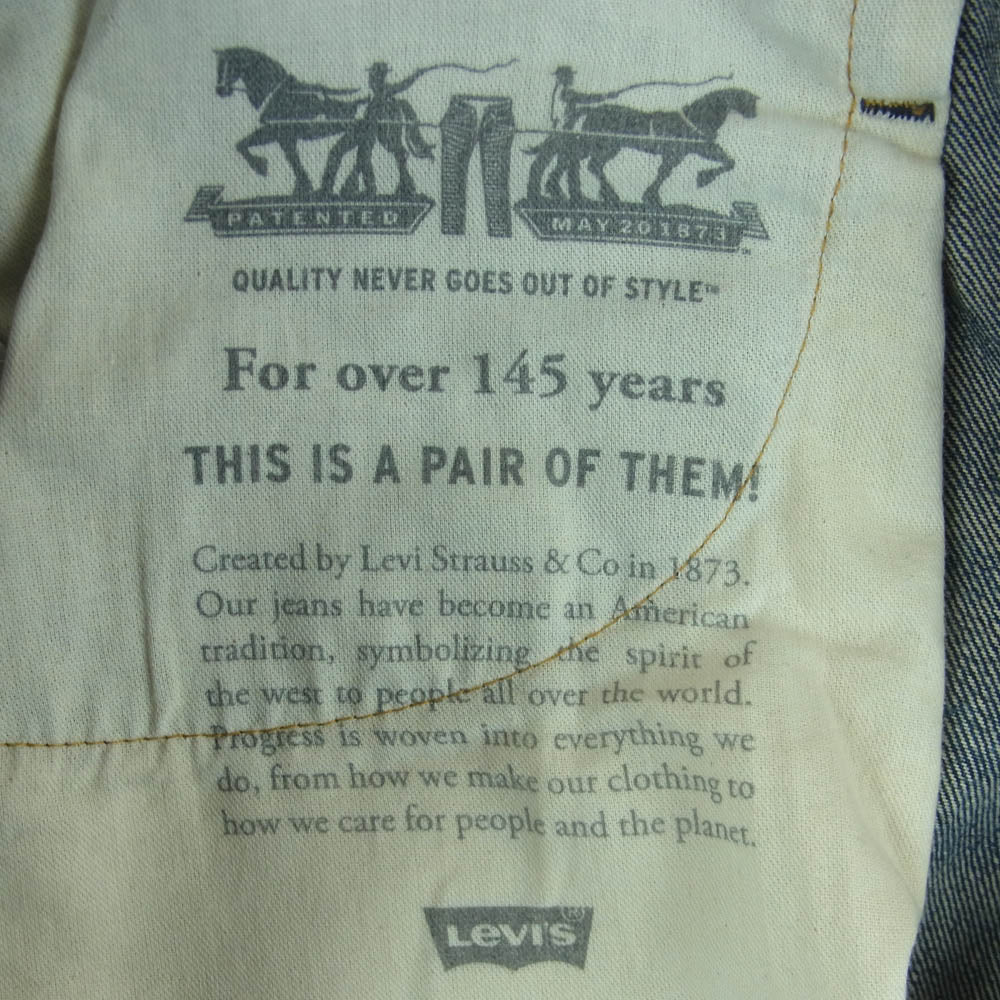 PATENTED MAY 20 1873 ™
QUALITY NEVER GOES OUT OF STYLE™
For over 145 years
THIS IS A PAIR OF THEM!
Created by Levi Strauss & Co in 1873.
Our jeans have become an American
tradition, symbolizing the spirit of
the west to people all over the world.
Progress is woven into everything we
do, from how we make our clothing to
how we care for people and the planet.
LEVI'S ®